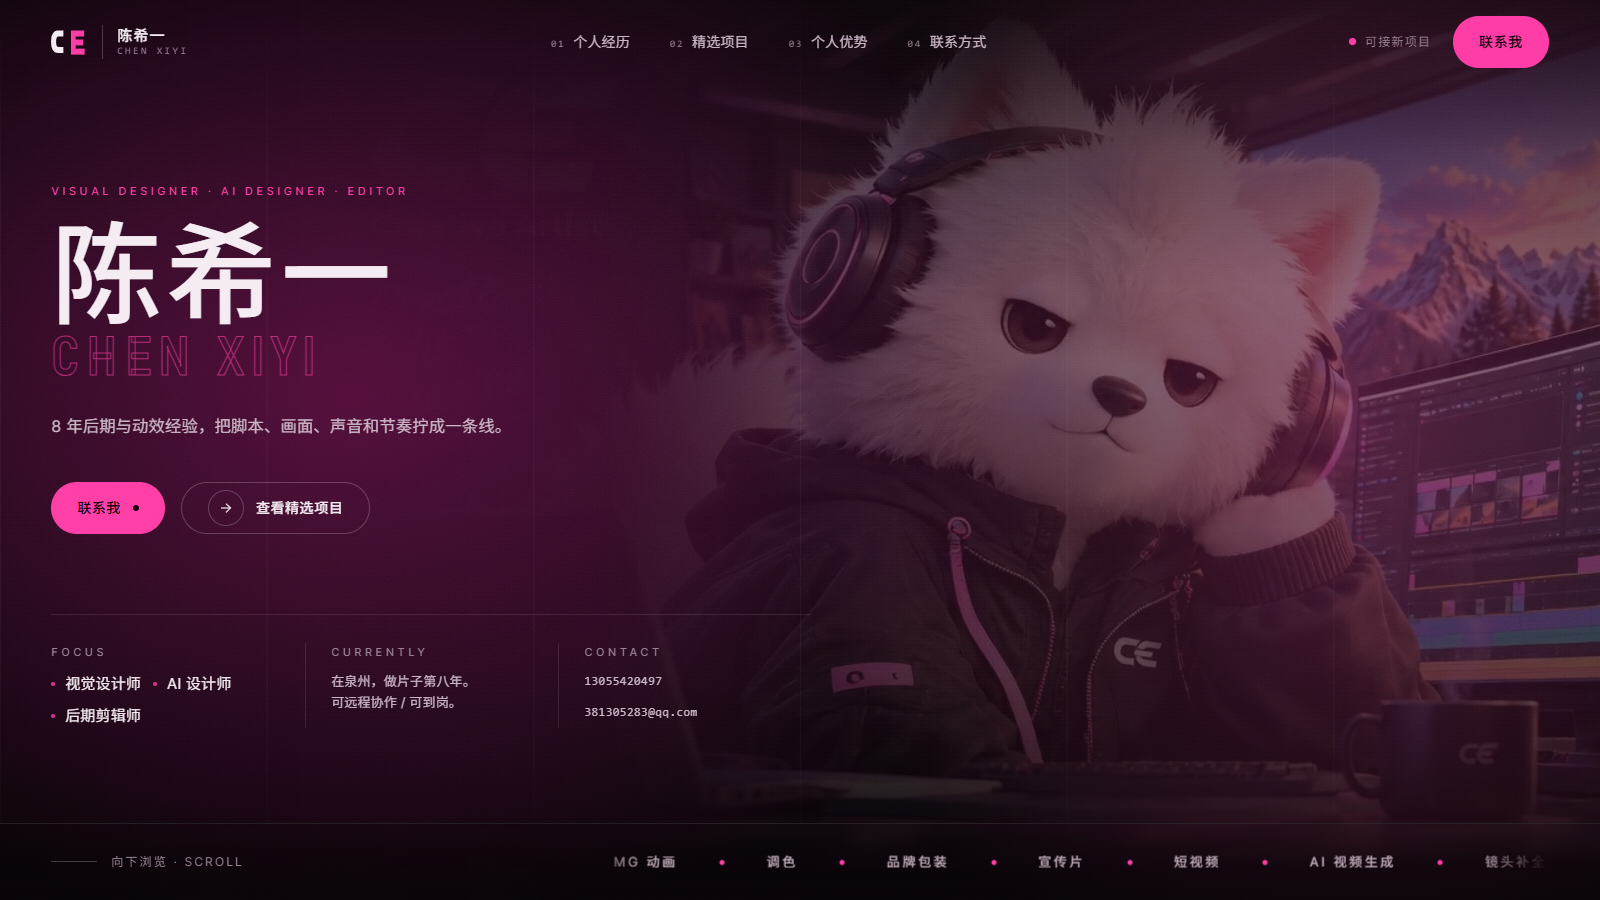 CE
陈希一
CHEN XIYI
01 个人经历
02 精选项目
03 个人优势
04 联系方式
可接新项目
联系我
VISUAL DESIGNER · AI DESIGNER · EDITOR
陈希一
CHEN XIYI
8 年后期与动效经验，把脚本、画面、声音和节奏拧成一条线。
联系我
查看精选项目
FOCUS
视觉设计师
AI 设计师
后期剪辑师
CURRENTLY
在泉州，做片子第八年。
可远程协作 / 可到岗。
CONTACT
13055420497
381305283@qq.com
CE
CE
向下浏览 · SCROLL
MG 动画
调色
品牌包装
宣传片
短视频
AI 视频生成
镜头补全